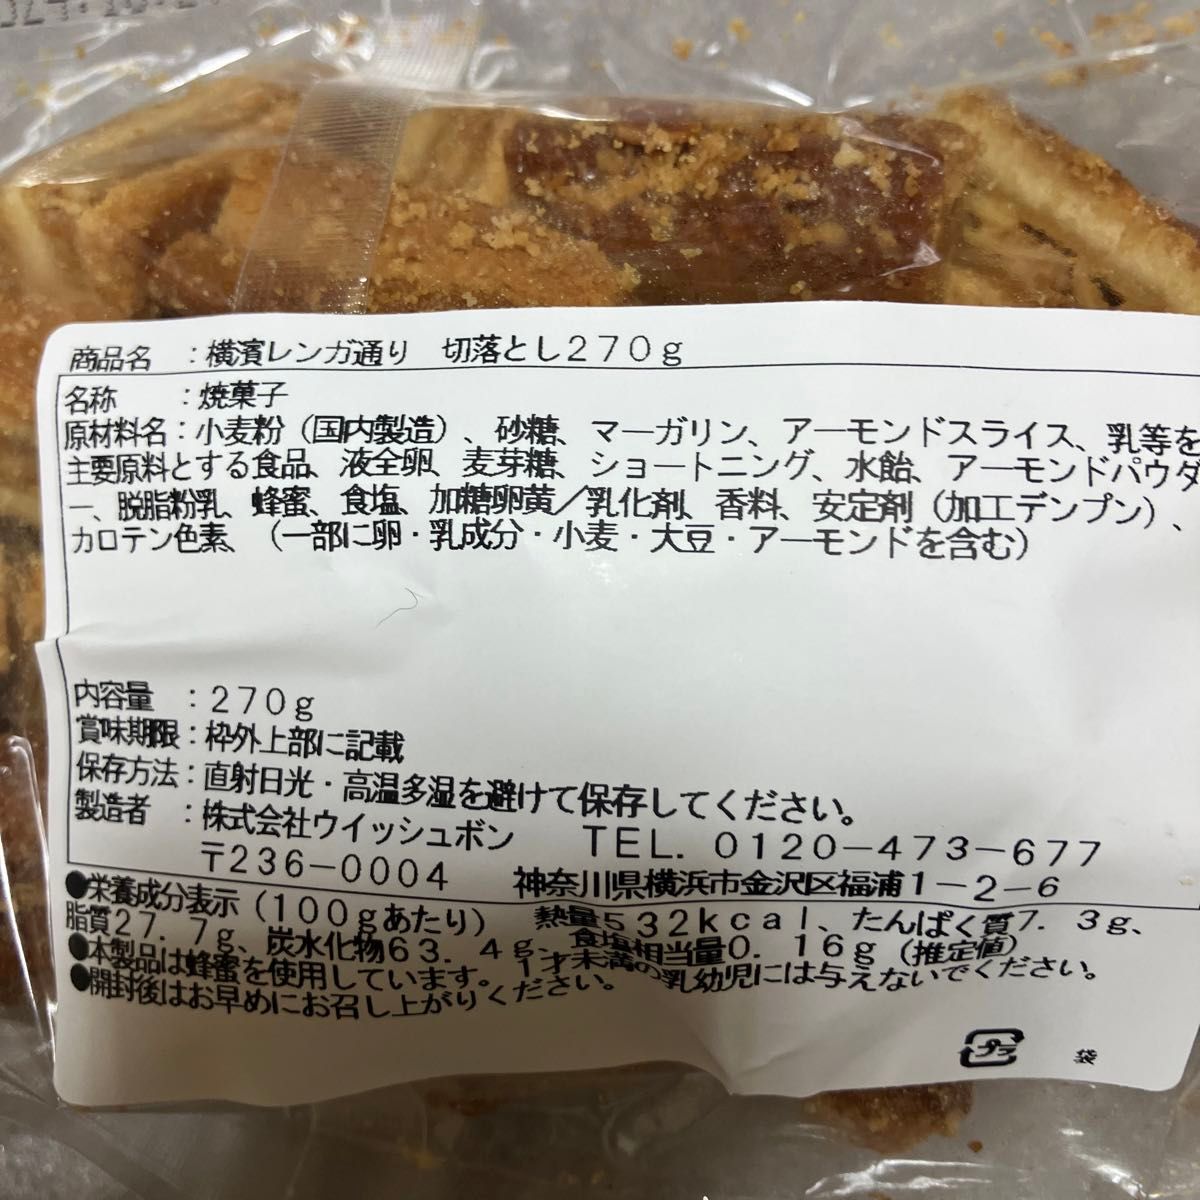 商品名　：横濱レンガ通り　切落とし２７０ｇ
名称　　：焼菓子
原材料名：小麦粉（国内製造）、砂糖、マーガリン、アーモンドスライス、乳等を
主要原料とする食品、液全卵、麦芽糖、ショートニング、水飴、アーモンドパウダ
ー、脱脂粉乳、蜂蜜、食塩、加糖卵黄／乳化剤、香料、安定剤（加工デンプン）、
カロテン色素、（一部に卵・乳成分・小麦・大豆・アーモンドを含む）
内容量　：２７０ｇ
賞味期限：枠外上部に記載
保存方法：直射日光・高温多湿を避けて保存してください。
製造者　：株式会社ウイッシュボン　　ＴＥＬ．０１２０－４７３－６７７
〒２３６－０００４　神奈川県横浜市金沢区福浦１－２－６
●栄養成分表示（１００ｇあたり）　熱量５３２ｋｃａｌ、たんぱく質７．３ｇ、
脂質２７．７ｇ、炭水化物６３．４ｇ、食塩相当量０．１６ｇ（推定値）
●本製品は蜂蜜を使用しています。１才未満の乳幼児には与えないでください。
●開封後はお早めにお召し上がりください。
プラ　袋